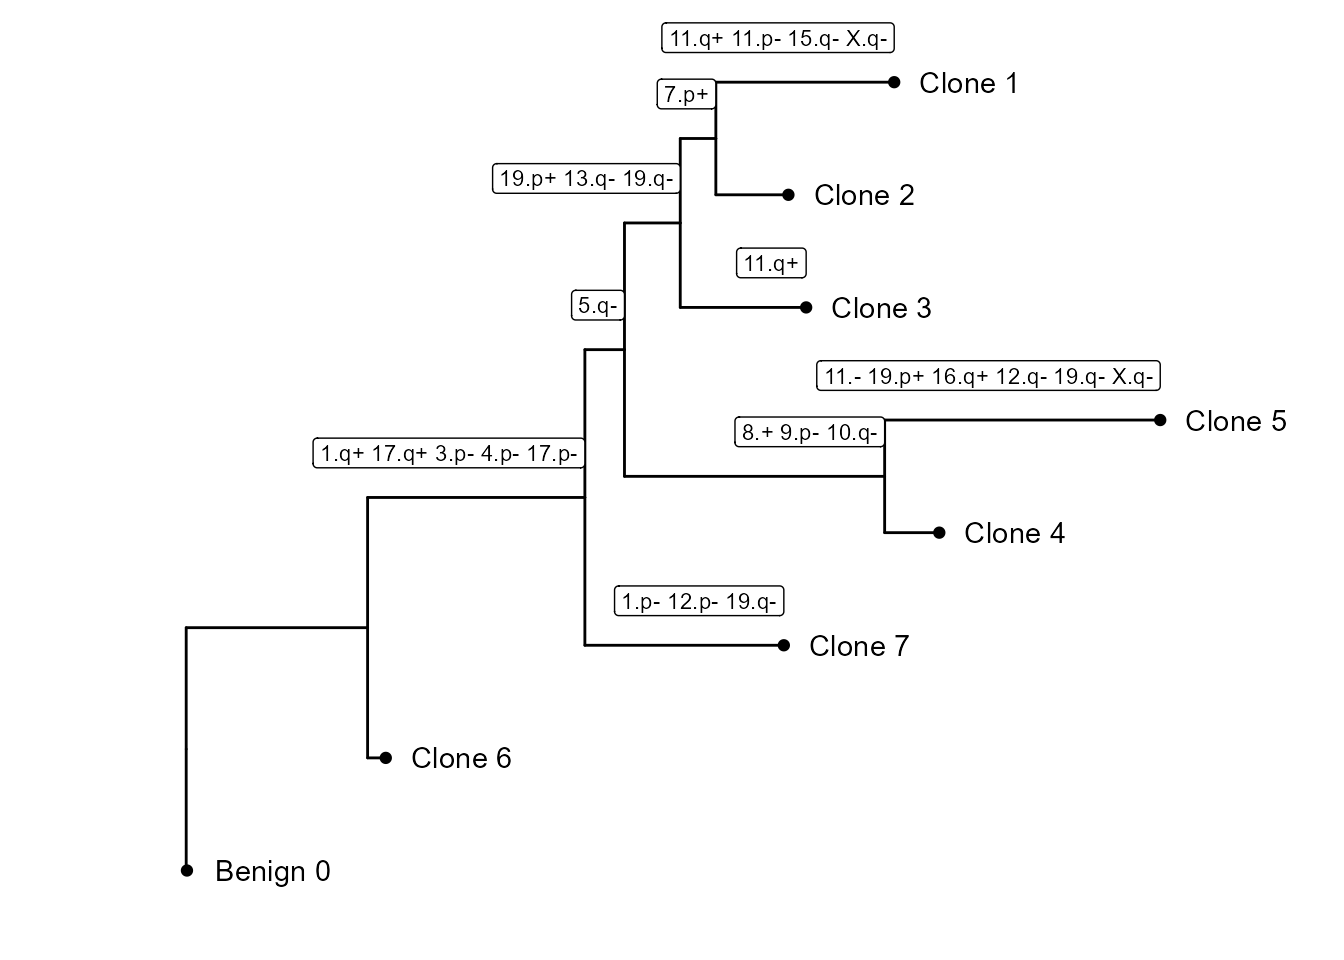 11.q+ 11.p- 15.q- X.q-
Clone 1
7.p+
19.p+ 13.q- 19.q-
Clone 2
11.q+
5.q-
Clone 3
11.- 19.p+ 16.q+ 12.q- 19.q- X.q-
Clone 5
8.+ 9.p- 10.q-
1.q+ 17.q+ 3.p- 4.p- 17.p-
Clone 4
1.p- 12.p- 19.q-
Clone 7
Clone 6
Benign 0